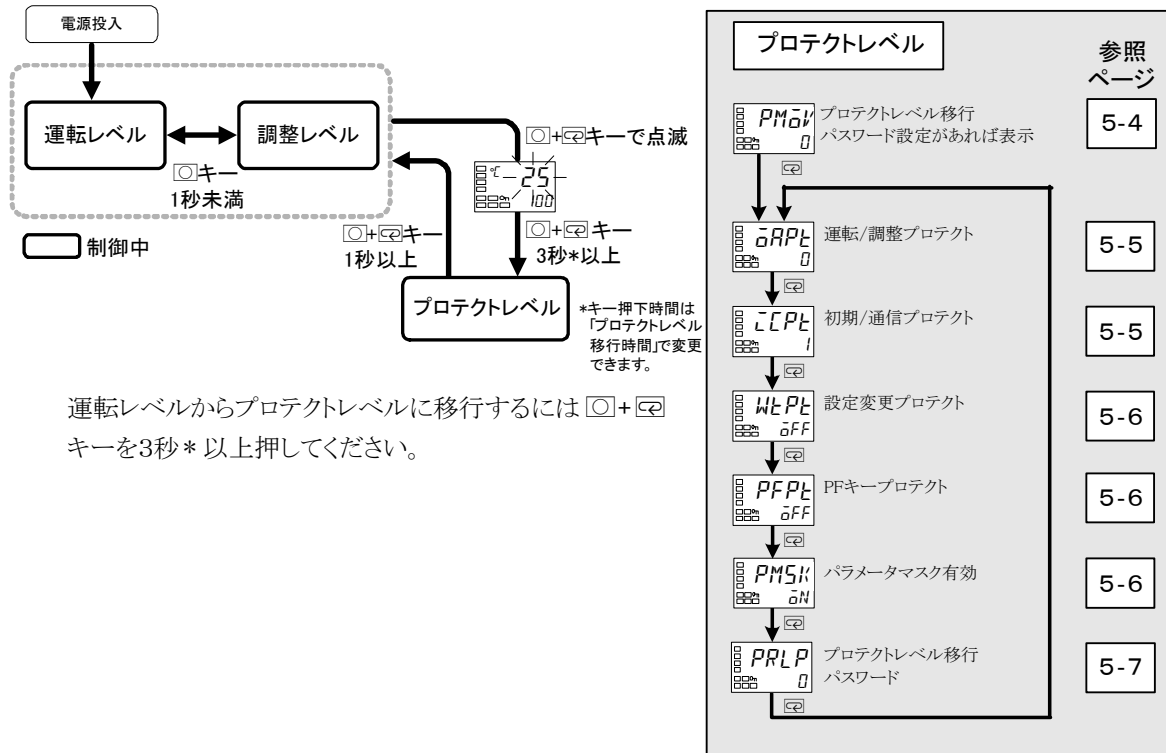 電源投入
運転レベル
調整レベル
○キー
1秒未満
制御中
○+キーで点滅
℃ 25
100
○+キー
3秒*以上
○+キー
1秒以上
プロテクトレベル
*キー押下時間は
「プロテクトレベル
移行時間」で変更
できます。
運転レベルからプロテクトレベルに移行するには ○+
キーを3秒* 以上押してください。
プロテクトレベル
参照
ページ
PMOV
0
プロテクトレベル移行
パスワード設定があれば表示
5-4
OAPT
0
運転/調整プロテクト
5-5
ICPT
1
初期/通信プロテクト
5-5
WTPT
OFF
設定変更プロテクト
5-6
PFPT
OFF
PFキープロテクト
5-6
PMSK
ON
パラメータマスク有効
5-6
PRLP
0
プロテクトレベル移行
パスワード
5-7